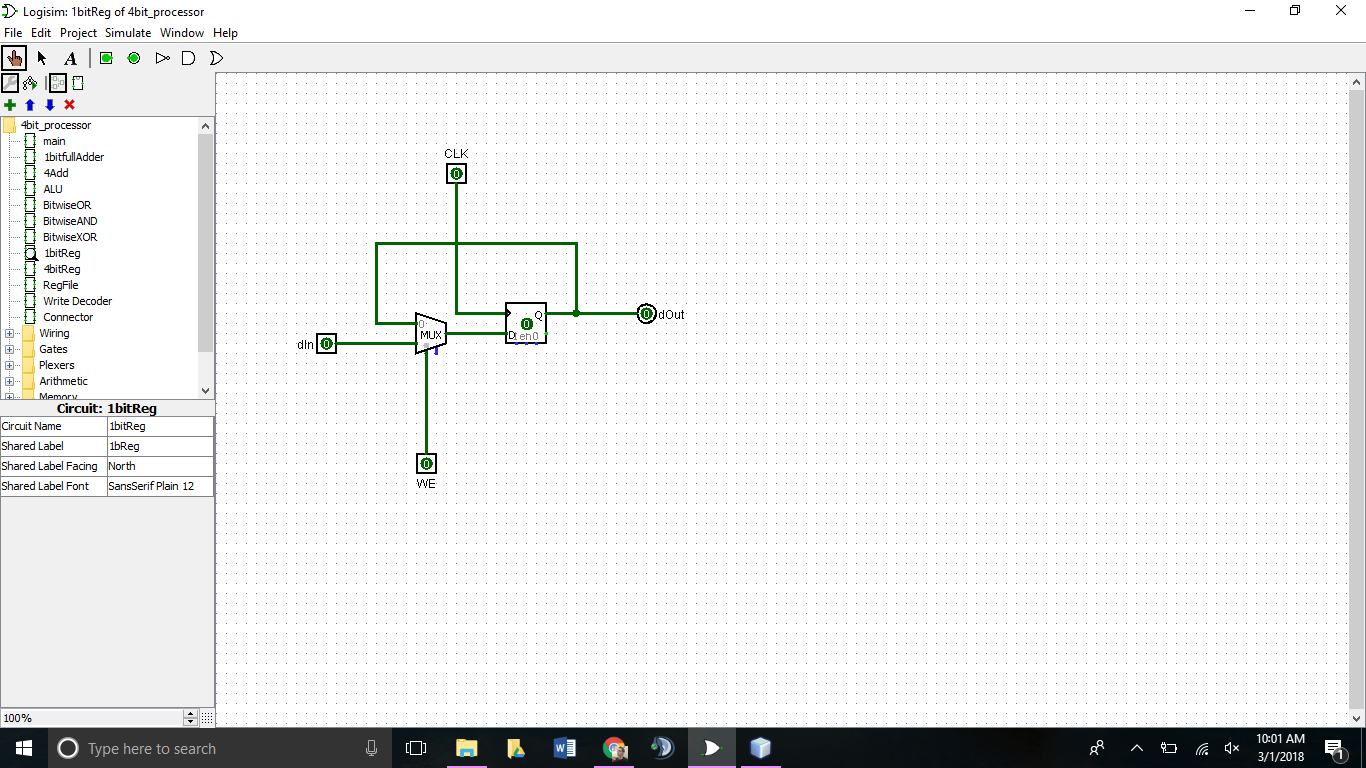 Logisim: 1bitReg of 4bit_processor
File Edit Project Simulate Window Help
A
4bit_processor
main
1bitfullAdder
4Add
ALU
BitwiseOR
BitwiseAND
BitwiseXOR
1bitReg
4bitReg
RegFile
Write Decoder
Connector
Wiring
Gates
Plexers
Arithmetic
Memory
Circuit: 1bitReg
Circuit Name 1bitReg
Shared Label 1bReg
Shared Label Facing North
Shared Label Font SansSerif Plain 12
100%
CLK
0
Q
0
0 dOut
0
MUX
D
dIn 0
0
WE
Type here to search
10:01 AM
3/1/2018
1